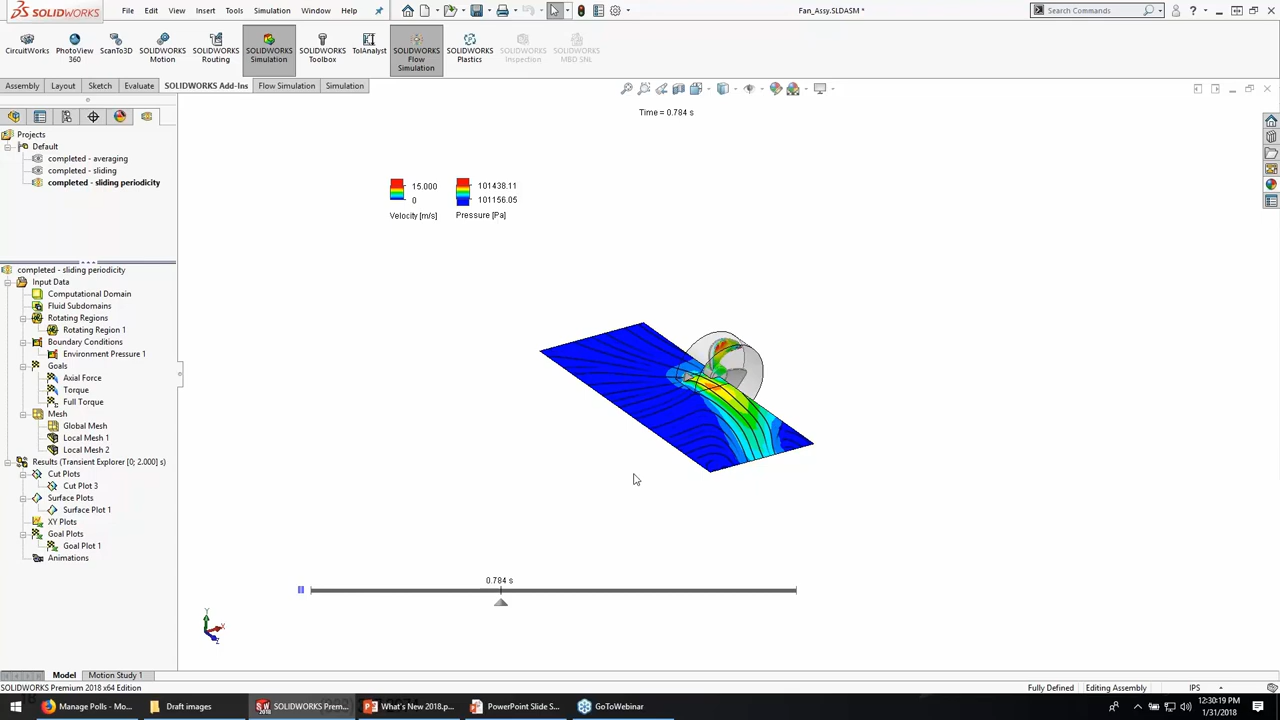 SOLIDWORKS File Edit View Insert Tools Simulation Window Help Fan_Assy.SLDASM * Search Commands
CircuitWorks PhotoView 360 ScanTo3D SOLIDWORKS Motion SOLIDWORKS Routing SOLIDWORKS Simulation SOLIDWORKS Toolbox TolAnalyst SOLIDWORKS Flow Simulation SOLIDWORKS Plastics SOLIDWORKS Inspection SOLIDWORKS MBD SNL
Assembly Layout Sketch Evaluate SOLIDWORKS Add-Ins Flow Simulation Simulation
Time = 0.784 s
Projects
Default
completed - averaging
completed - sliding
completed - sliding periodicity
15.000
0
Velocity [m/s]
101438.11
101156.05
Pressure [Pa]
completed - sliding periodicity
Input Data
Computational Domain
Fluid Subdomains
Rotating Regions
Rotating Region 1
Boundary Conditions
Environment Pressure 1
Goals
Axial Force
Torque
Full Torque
Mesh
Global Mesh
Local Mesh 1
Local Mesh 2
Results (Transient Explorer [0; 2.000] s)
Cut Plots
Cut Plot 3
Surface Plots
Surface Plot 1
XY Plots
Goal Plots
Goal Plot 1
Animations
0.784 s
Y
X
Z
Model Motion Study 1
SOLIDWORKS Premium 2018 x64 Edition Fully Defined Editing Assembly IPS
Manage Polls - Mo... Draft images SOLIDWORKS Prem... What's New 2018.p... PowerPoint Slide S... GoToWebinar 12:30:19 PM
1/31/2018